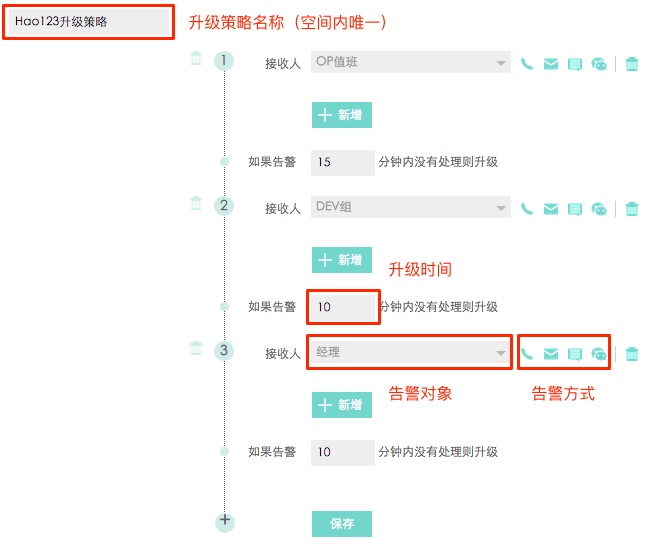 Hao123升级策略 升级策略名称（空间内唯一）
1 接收人 OP值班
新增
如果告警 15 分钟内没有处理则升级
2 接收人 DEV组
新增
升级时间
如果告警 10 分钟内没有处理则升级
3 接收人 经理
告警对象 告警方式
新增
如果告警 10 分钟内没有处理则升级
保存